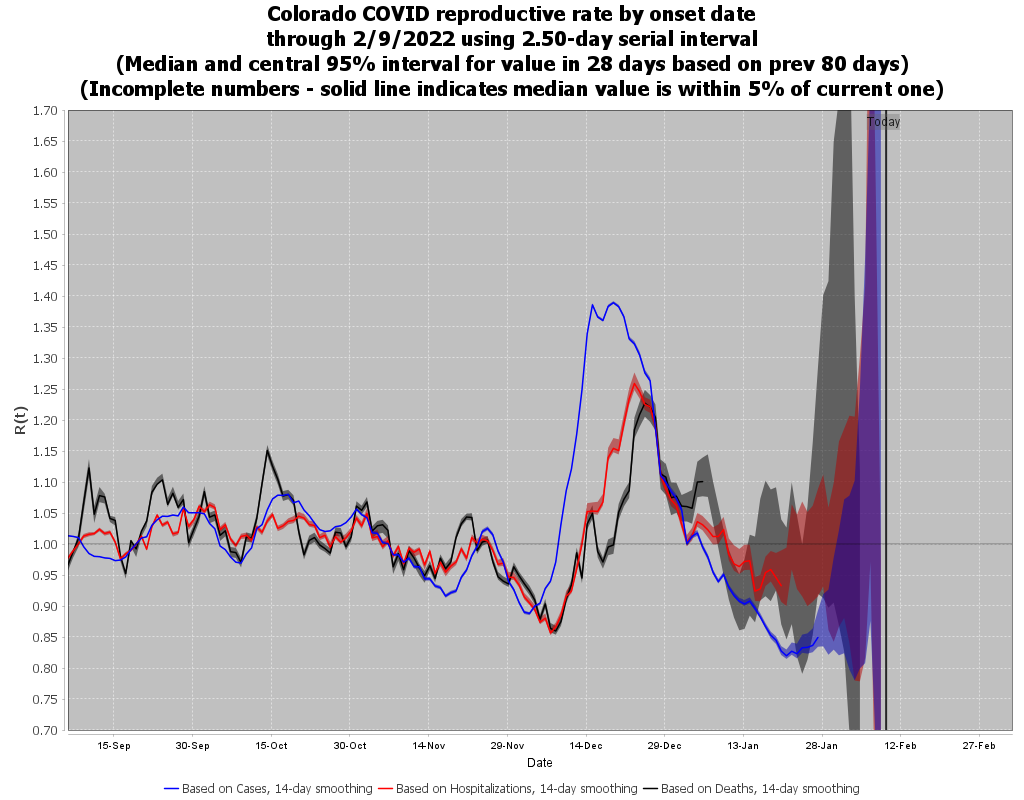 Colorado COVID reproductive rate by onset date
through 2/9/2022 using 2.50-day serial interval
(Median and central 95% interval for value in 28 days based on prev 80 days)
(Incomplete numbers - solid line indicates median value is within 5% of current one)
Today
R(t)
1.70
1.65
1.60
1.55
1.50
1.45
1.40
1.35
1.30
1.25
1.20
1.15
1.10
1.05
1.00
0.95
0.90
0.85
0.80
0.75
0.70
15-Sep 30-Sep 15-Oct 30-Oct 14-Nov 29-Nov 14-Dec 29-Dec 13-Jan 28-Jan 12-Feb 27-Feb
Date
Based on Cases, 14-day smoothing Based on Hospitalizations, 14-day smoothing Based on Deaths, 14-day smoothing